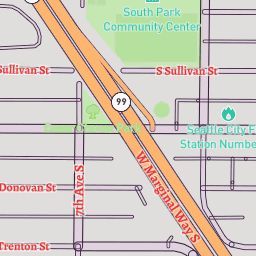 South Park
Community Center
Sullivan St
S Sullivan St
99
Seattle City F
Station Number
7th Ave S
W Marginal Way S
Donovan St
Trenton St